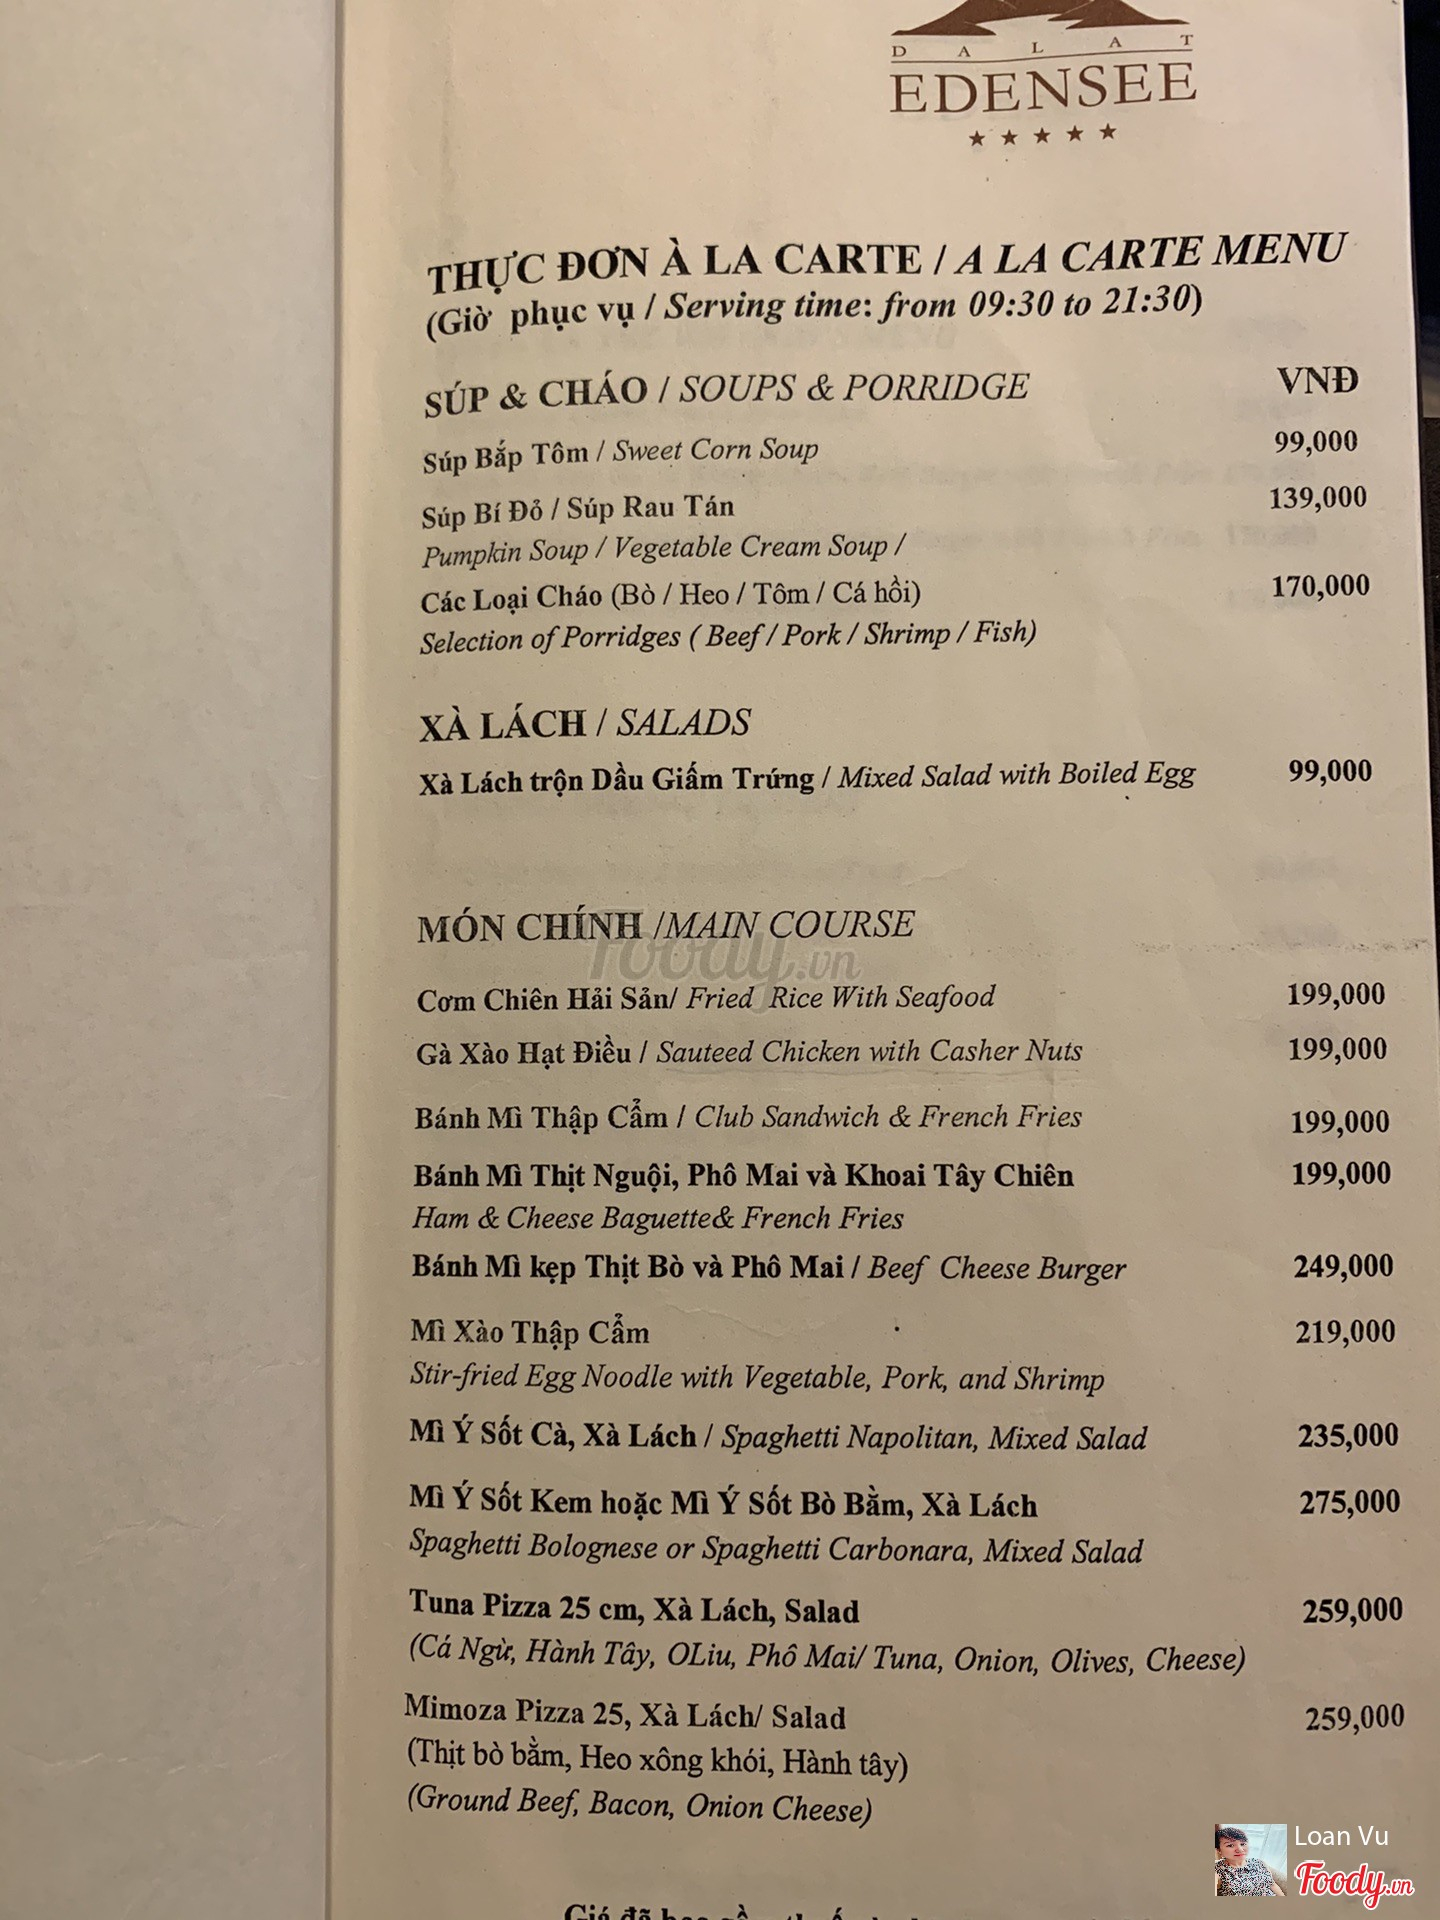 DALAT
EDENSEE
THỰC ĐƠN À LA CARTE / A LA CARTE MENU
(Giờ phục vụ / Serving time: from 09:30 to 21:30)
SÚP & CHÁO / SOUPS & PORRIDGE VNĐ
Súp Bắp Tôm / Sweet Corn Soup 99,000
Súp Bí Đỏ / Súp Rau Tán 139,000
Pumpkin Soup / Vegetable Cream Soup /
Các Loại Cháo (Bò / Heo / Tôm / Cá hồi) 170,000
Selection of Porridges ( Beef / Pork / Shrimp / Fish)
XÀ LÁCH / SALADS
Xà Lách trộn Dầu Giấm Trứng / Mixed Salad with Boiled Egg 99,000
MÓN CHÍNH /MAIN COURSE
Foody.vn
Cơm Chiên Hải Sản/ Fried Rice With Seafood 199,000
Gà Xào Hạt Điều / Sauteed Chicken with Casher Nuts 199,000
Bánh Mì Thập Cẩm / Club Sandwich & French Fries 199,000
Bánh Mì Thịt Nguội, Phô Mai và Khoai Tây Chiên 199,000
Ham & Cheese Baguette& French Fries
Bánh Mì kẹp Thịt Bò và Phô Mai / Beef Cheese Burger 249,000
Mì Xào Thập Cẩm 219,000
Stir-fried Egg Noodle with Vegetable, Pork, and Shrimp
Mì Ý Sốt Cà, Xà Lách / Spaghetti Napolitan, Mixed Salad 235,000
Mì Ý Sốt Kem hoặc Mì Ý Sốt Bò Bằm, Xà Lách 275,000
Spaghetti Bolognese or Spaghetti Carbonara, Mixed Salad
Tuna Pizza 25 cm, Xà Lách, Salad 259,000
(Cá Ngừ, Hành Tây, OLiu, Phô Mai/ Tuna, Onion, Olives, Cheese)
Mimoza Pizza 25, Xà Lách/ Salad 259,000
(Thịt bò bằm, Heo xông khói, Hành tây)
(Ground Beef, Bacon, Onion Cheese)
Loan Vu
Foody.vn
Giá đã bao gồm thuế